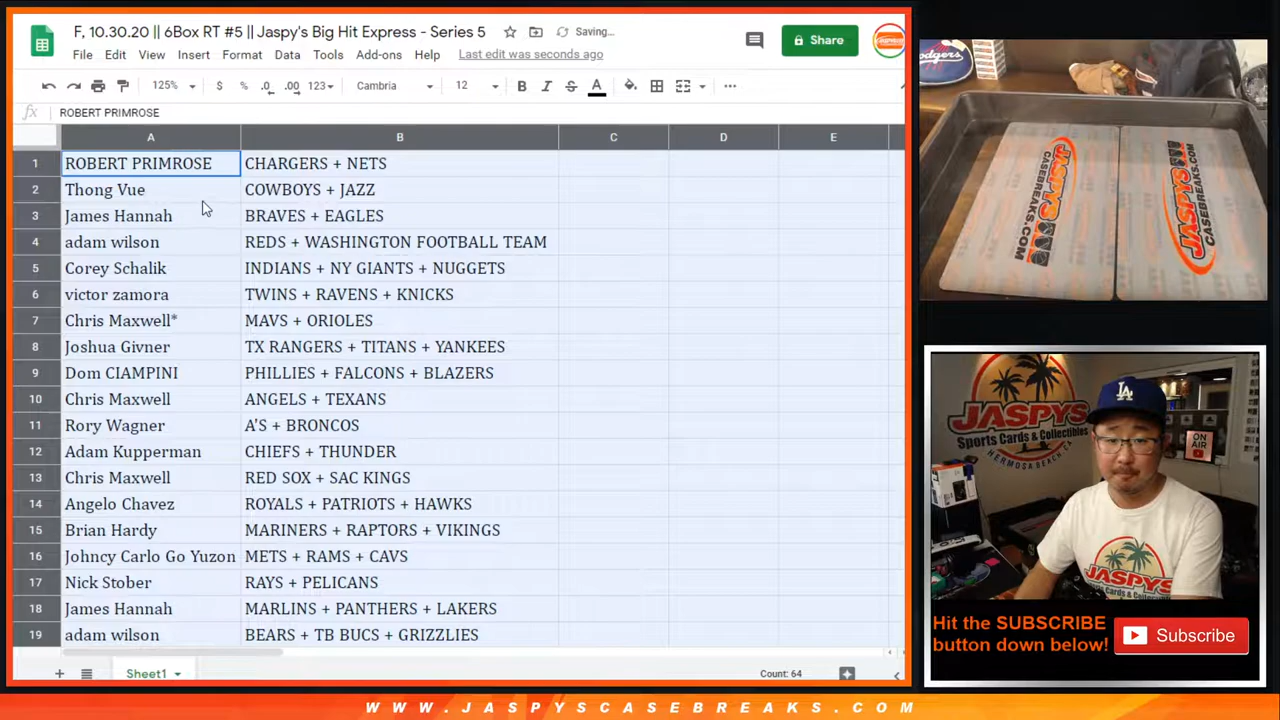 F, 10.30.20 || 6Box RT #5 || Jaspy's Big Hit Express - Series 5
Saving...
Share
File Edit View Insert Format Data Tools Add-ons Help Last edit was seconds ago
125% $ % .0 .00 123 Cambria 12 B I S A
fx ROBERT PRIMROSE
A B C D E
1 ROBERT PRIMROSE CHARGERS + NETS
2 Thong Vue COWBOYS + JAZZ
3 James Hannah BRAVES + EAGLES
4 adam wilson REDS + WASHINGTON FOOTBALL TEAM
5 Corey Schalik INDIANS + NY GIANTS + NUGGETS
6 victor zamora TWINS + RAVENS + KNICKS
7 Chris Maxwell* MAVS + ORIOLES
8 Joshua Givner TX RANGERS + TITANS + YANKEES
9 Dom CIAMPINI PHILLIES + FALCONS + BLAZERS
10 Chris Maxwell ANGELS + TEXANS
11 Rory Wagner A'S + BRONCOS
12 Adam Kupperman CHIEFS + THUNDER
13 Chris Maxwell RED SOX + SAC KINGS
14 Angelo Chavez ROYALS + PATRIOTS + HAWKS
15 Brian Hardy MARINERS + RAPTORS + VIKINGS
16 Johncy Carlo Go Yuzon METS + RAMS + CAVS
17 Nick Stober RAYS + PELICANS
18 James Hannah MARLINS + PANTHERS + LAKERS
19 adam wilson BEARS + TB BUCS + GRIZZLIES
Sheet1
Count: 64
Dodgers
JASPYS
CASEBREAKS.COM
JASPYS
CASEBREAKS.COM
JASPYS
Sports Cards & Collectibles
HERMOSA BEACH, CA
LA
ON
AIR
JASPYS
Hit the SUBSCRIBE
button down below!
Subscribe
WWW.JASPYSCASEBREAKS.COM